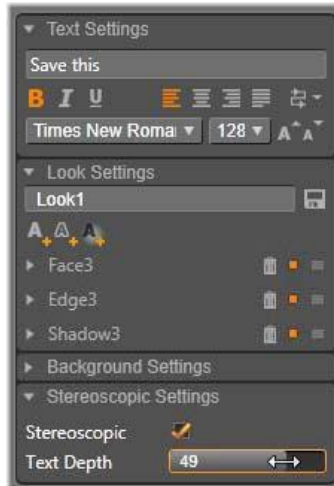 Text Settings
Save this
B I U
Times New Roma 128 A A
Look Settings
Look1
A A A
Face3
Edge3
Shadow3
Background Settings
Stereoscopic Settings
Stereoscopic
Text Depth 49